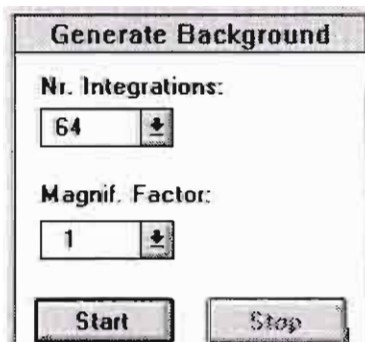 Generate Background
Nr. Integrations:
64
Magnif. Factor:
1
Start Stop